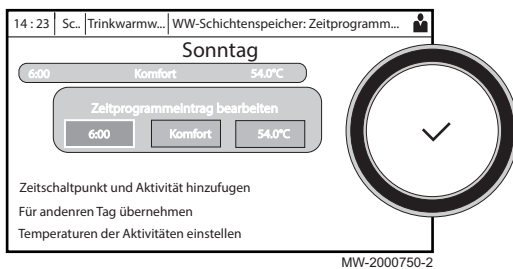 14 : 23 Sc.. Trinkwarmw... WW-Schichtenspeicher: Zeitprogramm...
Sonntag
6:00 Komfort 54.0°C
Zeitprogrammeintrag bearbeiten
6:00 Komfort 54.0°C
Zeitschaltpunkt und Aktivität hinzufugen
Für andenren Tag übernehmen
Temperaturen der Aktivitäten einstellen
MW-2000750-2